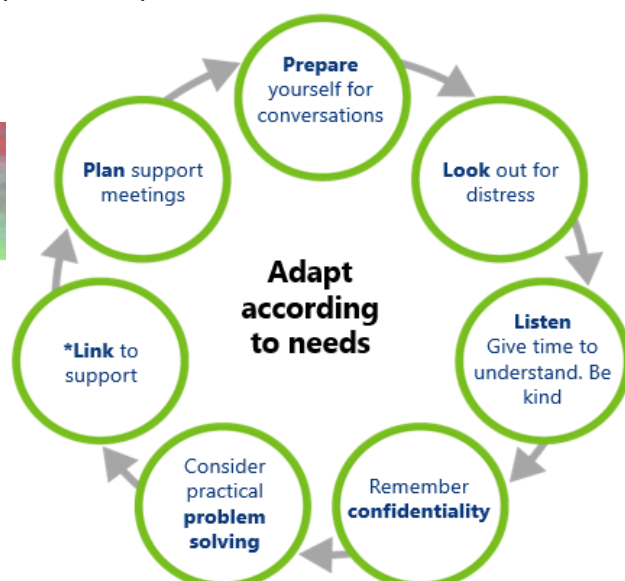 Prepare
yourself for
conversations
Look out for
distress
Listen
Give time to
understand. Be
kind
Remember
confidentiality
Consider
practical
problem
solving
*Link to
support
Plan support
meetings
Adapt
according
to needs